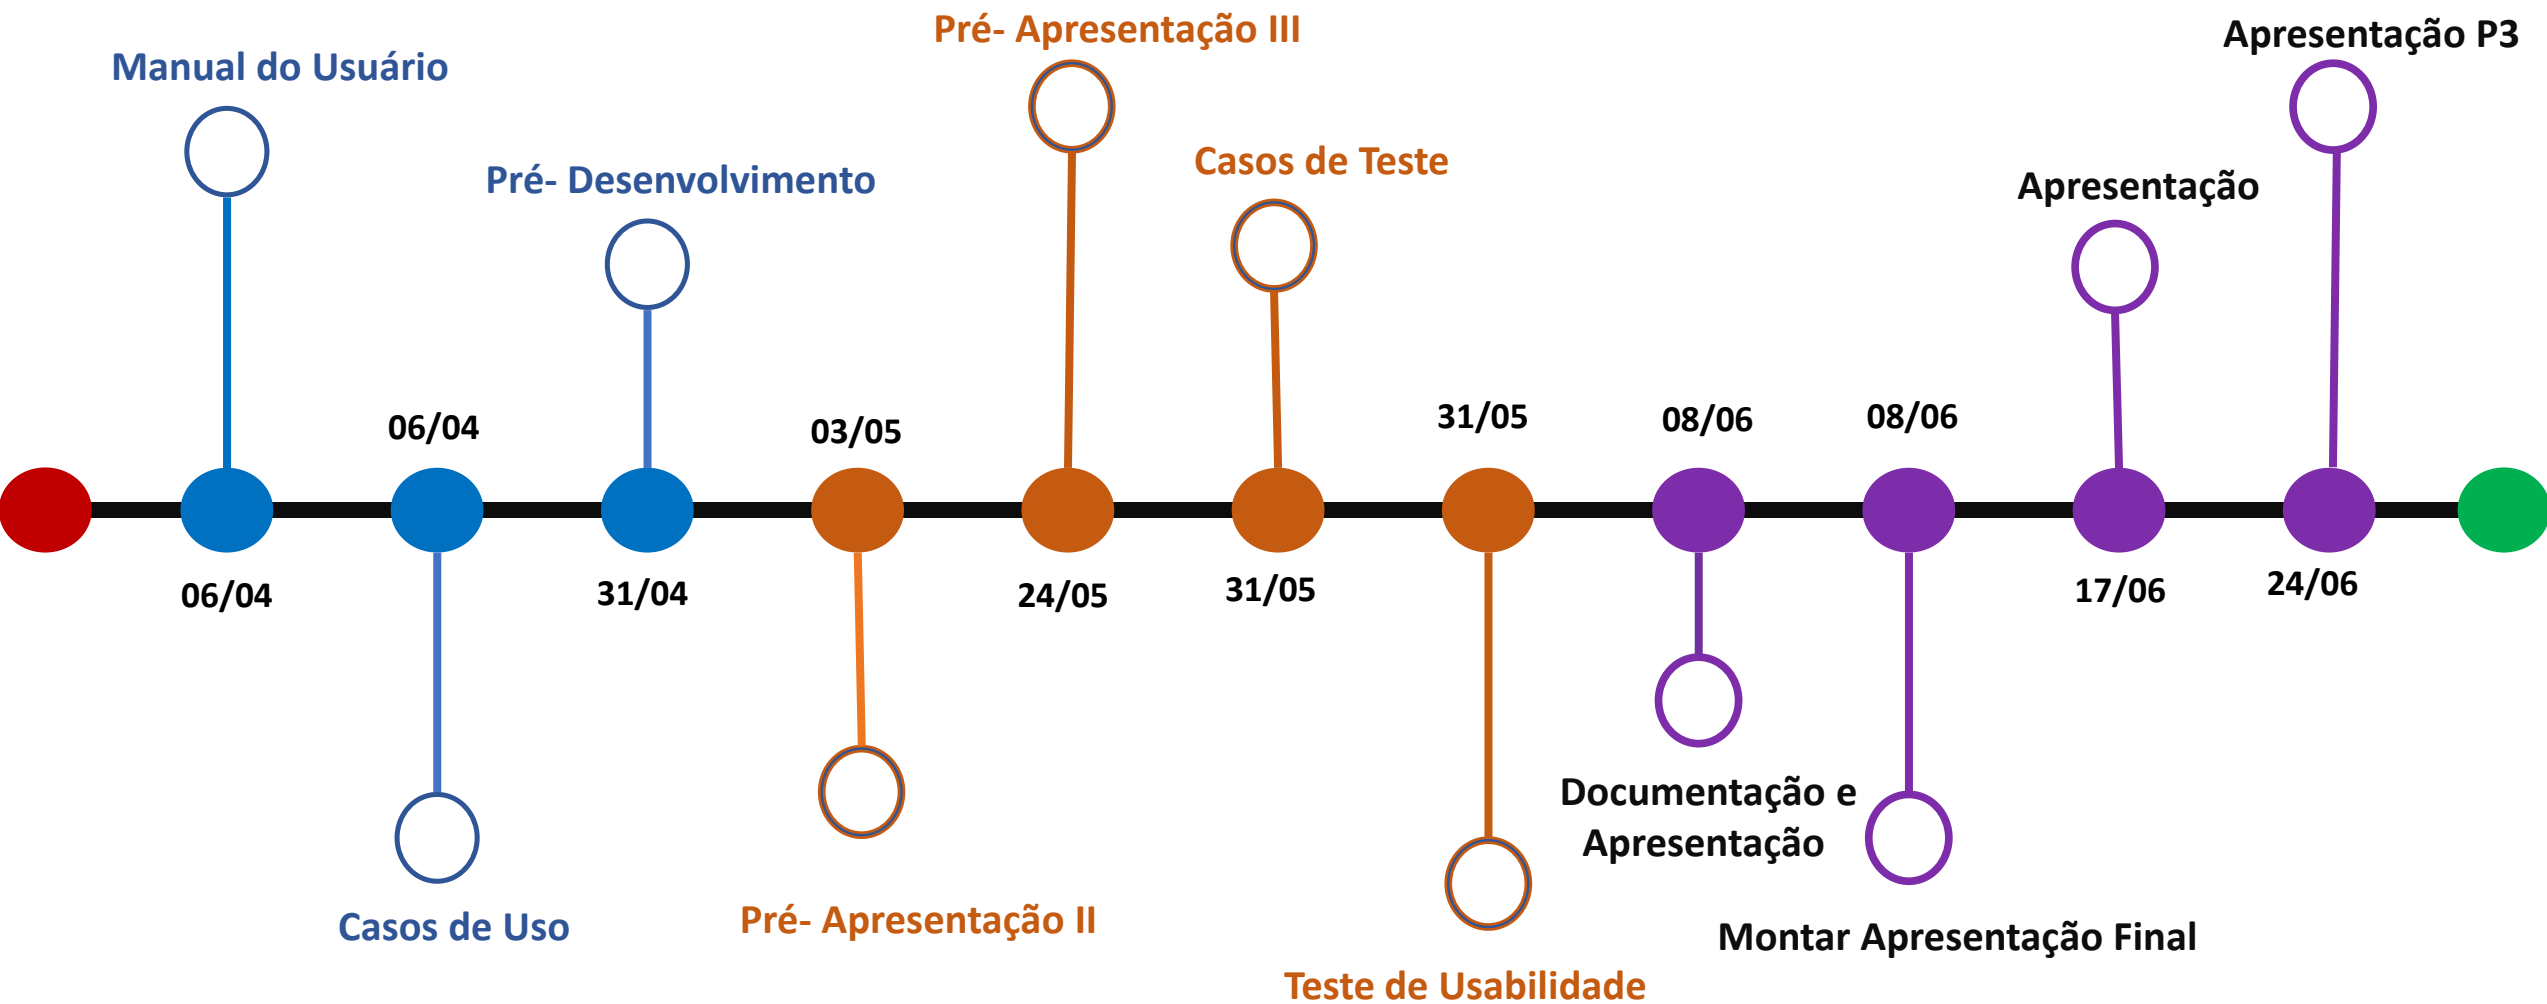 Pré- Apresentação III
Apresentação P3
Manual do Usuário
Casos de Teste
Pré- Desenvolvimento
Apresentação
06/04
03/05
31/05
08/06
08/06
06/04
31/04
24/05
31/05
17/06
24/06
Documentação e
Apresentação
Casos de Uso
Pré- Apresentação II
Montar Apresentação Final
Teste de Usabilidade